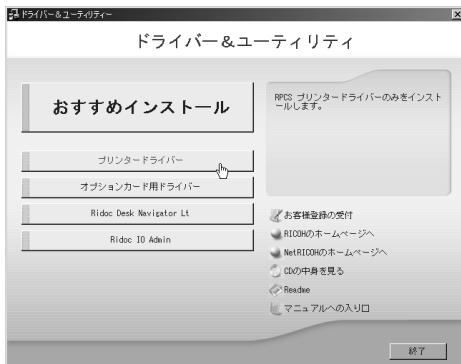 ドライバー&ユーティリティー
ドライバー&ユーティリティ
おすすめインストール
プリンタードライバー
オプションカード用ドライバー
Ridoc Desk Navigator Lt
Ridoc IO Admin
RPCS プリンタードライバーのみをインスト
ールします。
お客様登録の受付
RICOHのホームページへ
NetRICOHのホームページへ
CDの中身を見る
Readme
マニュアルへの入り口
終了